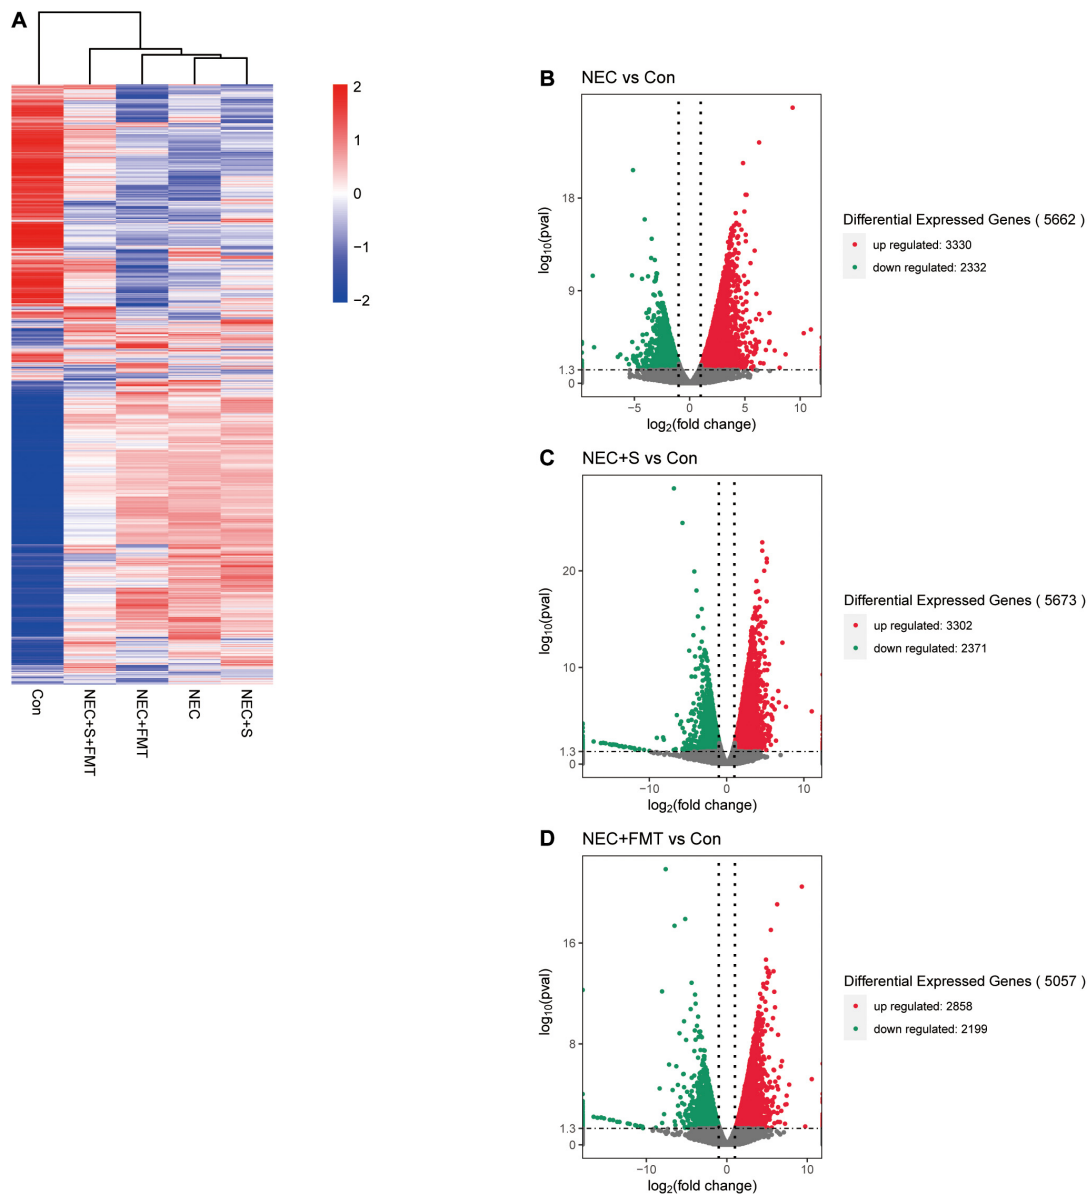 A
2
1
0
−1
−2
Con
NEC+S+FMT
NEC+FMT
NEC
NEC+S
B NEC vs Con
log10(pval)
18
9
1.3
0
−5 0 5 10
log2(fold change)
Differential Expressed Genes ( 5662 )
up regulated: 3330
down regulated: 2332
C NEC+S vs Con
log10(pval)
20
10
1.3
0
−10 0 10
log2(fold change)
Differential Expressed Genes ( 5673 )
up regulated: 3302
down regulated: 2371
D NEC+FMT vs Con
log10(pval)
16
8
1.3
0
−10 0 10
log2(fold change)
Differential Expressed Genes ( 5057 )
up regulated: 2858
down regulated: 2199